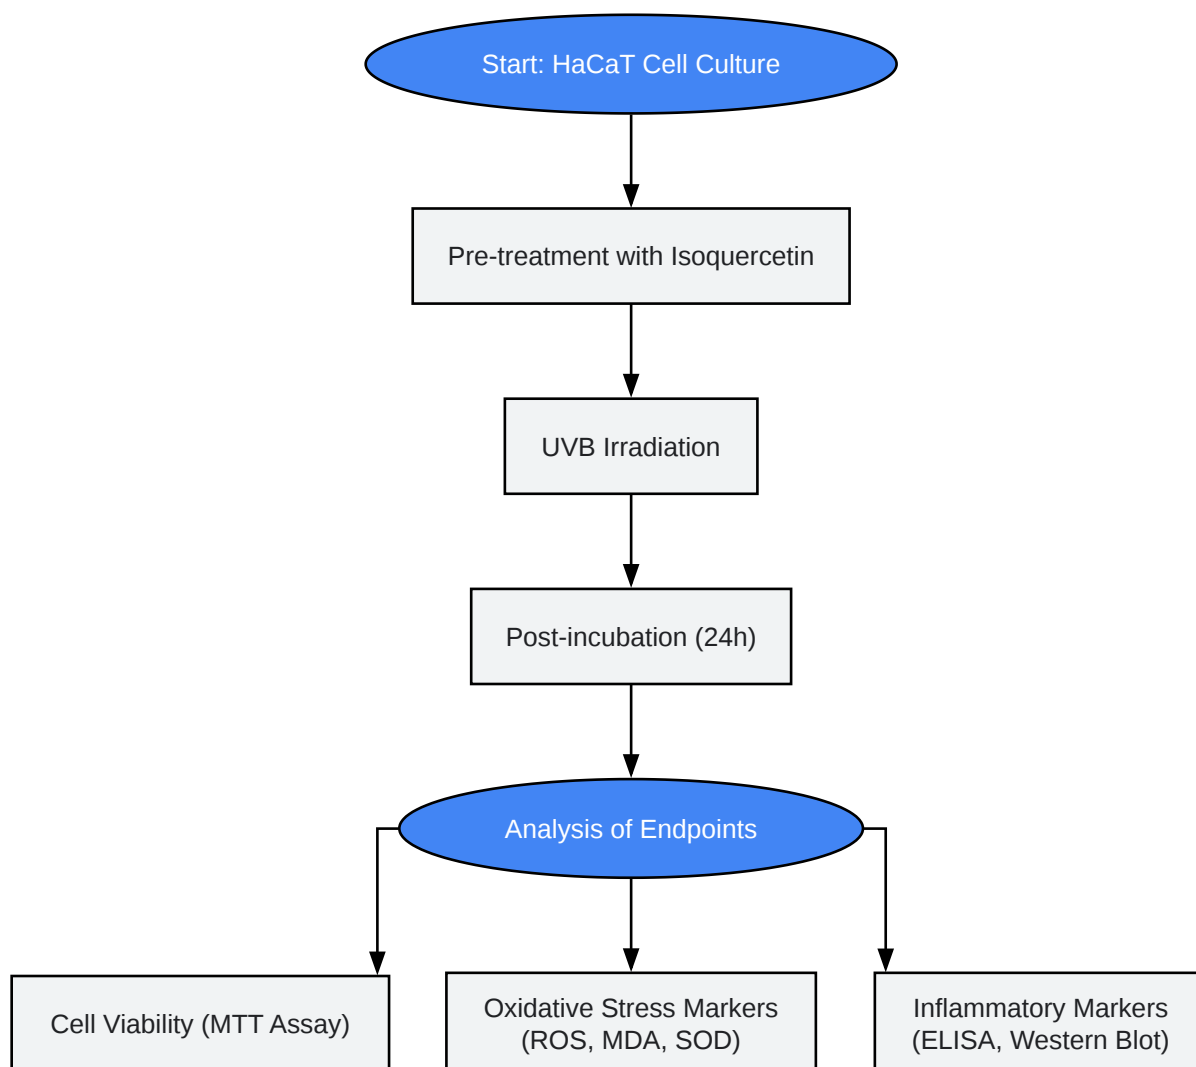 Start: HaCaT Cell Culture
Pre-treatment with Isoquercetin
UVB Irradiation
Post-incubation (24h)
Analysis of Endpoints
Cell Viability (MTT Assay)
Oxidative Stress Markers
(ROS, MDA, SOD)
Inflammatory Markers
(ELISA, Western Blot)